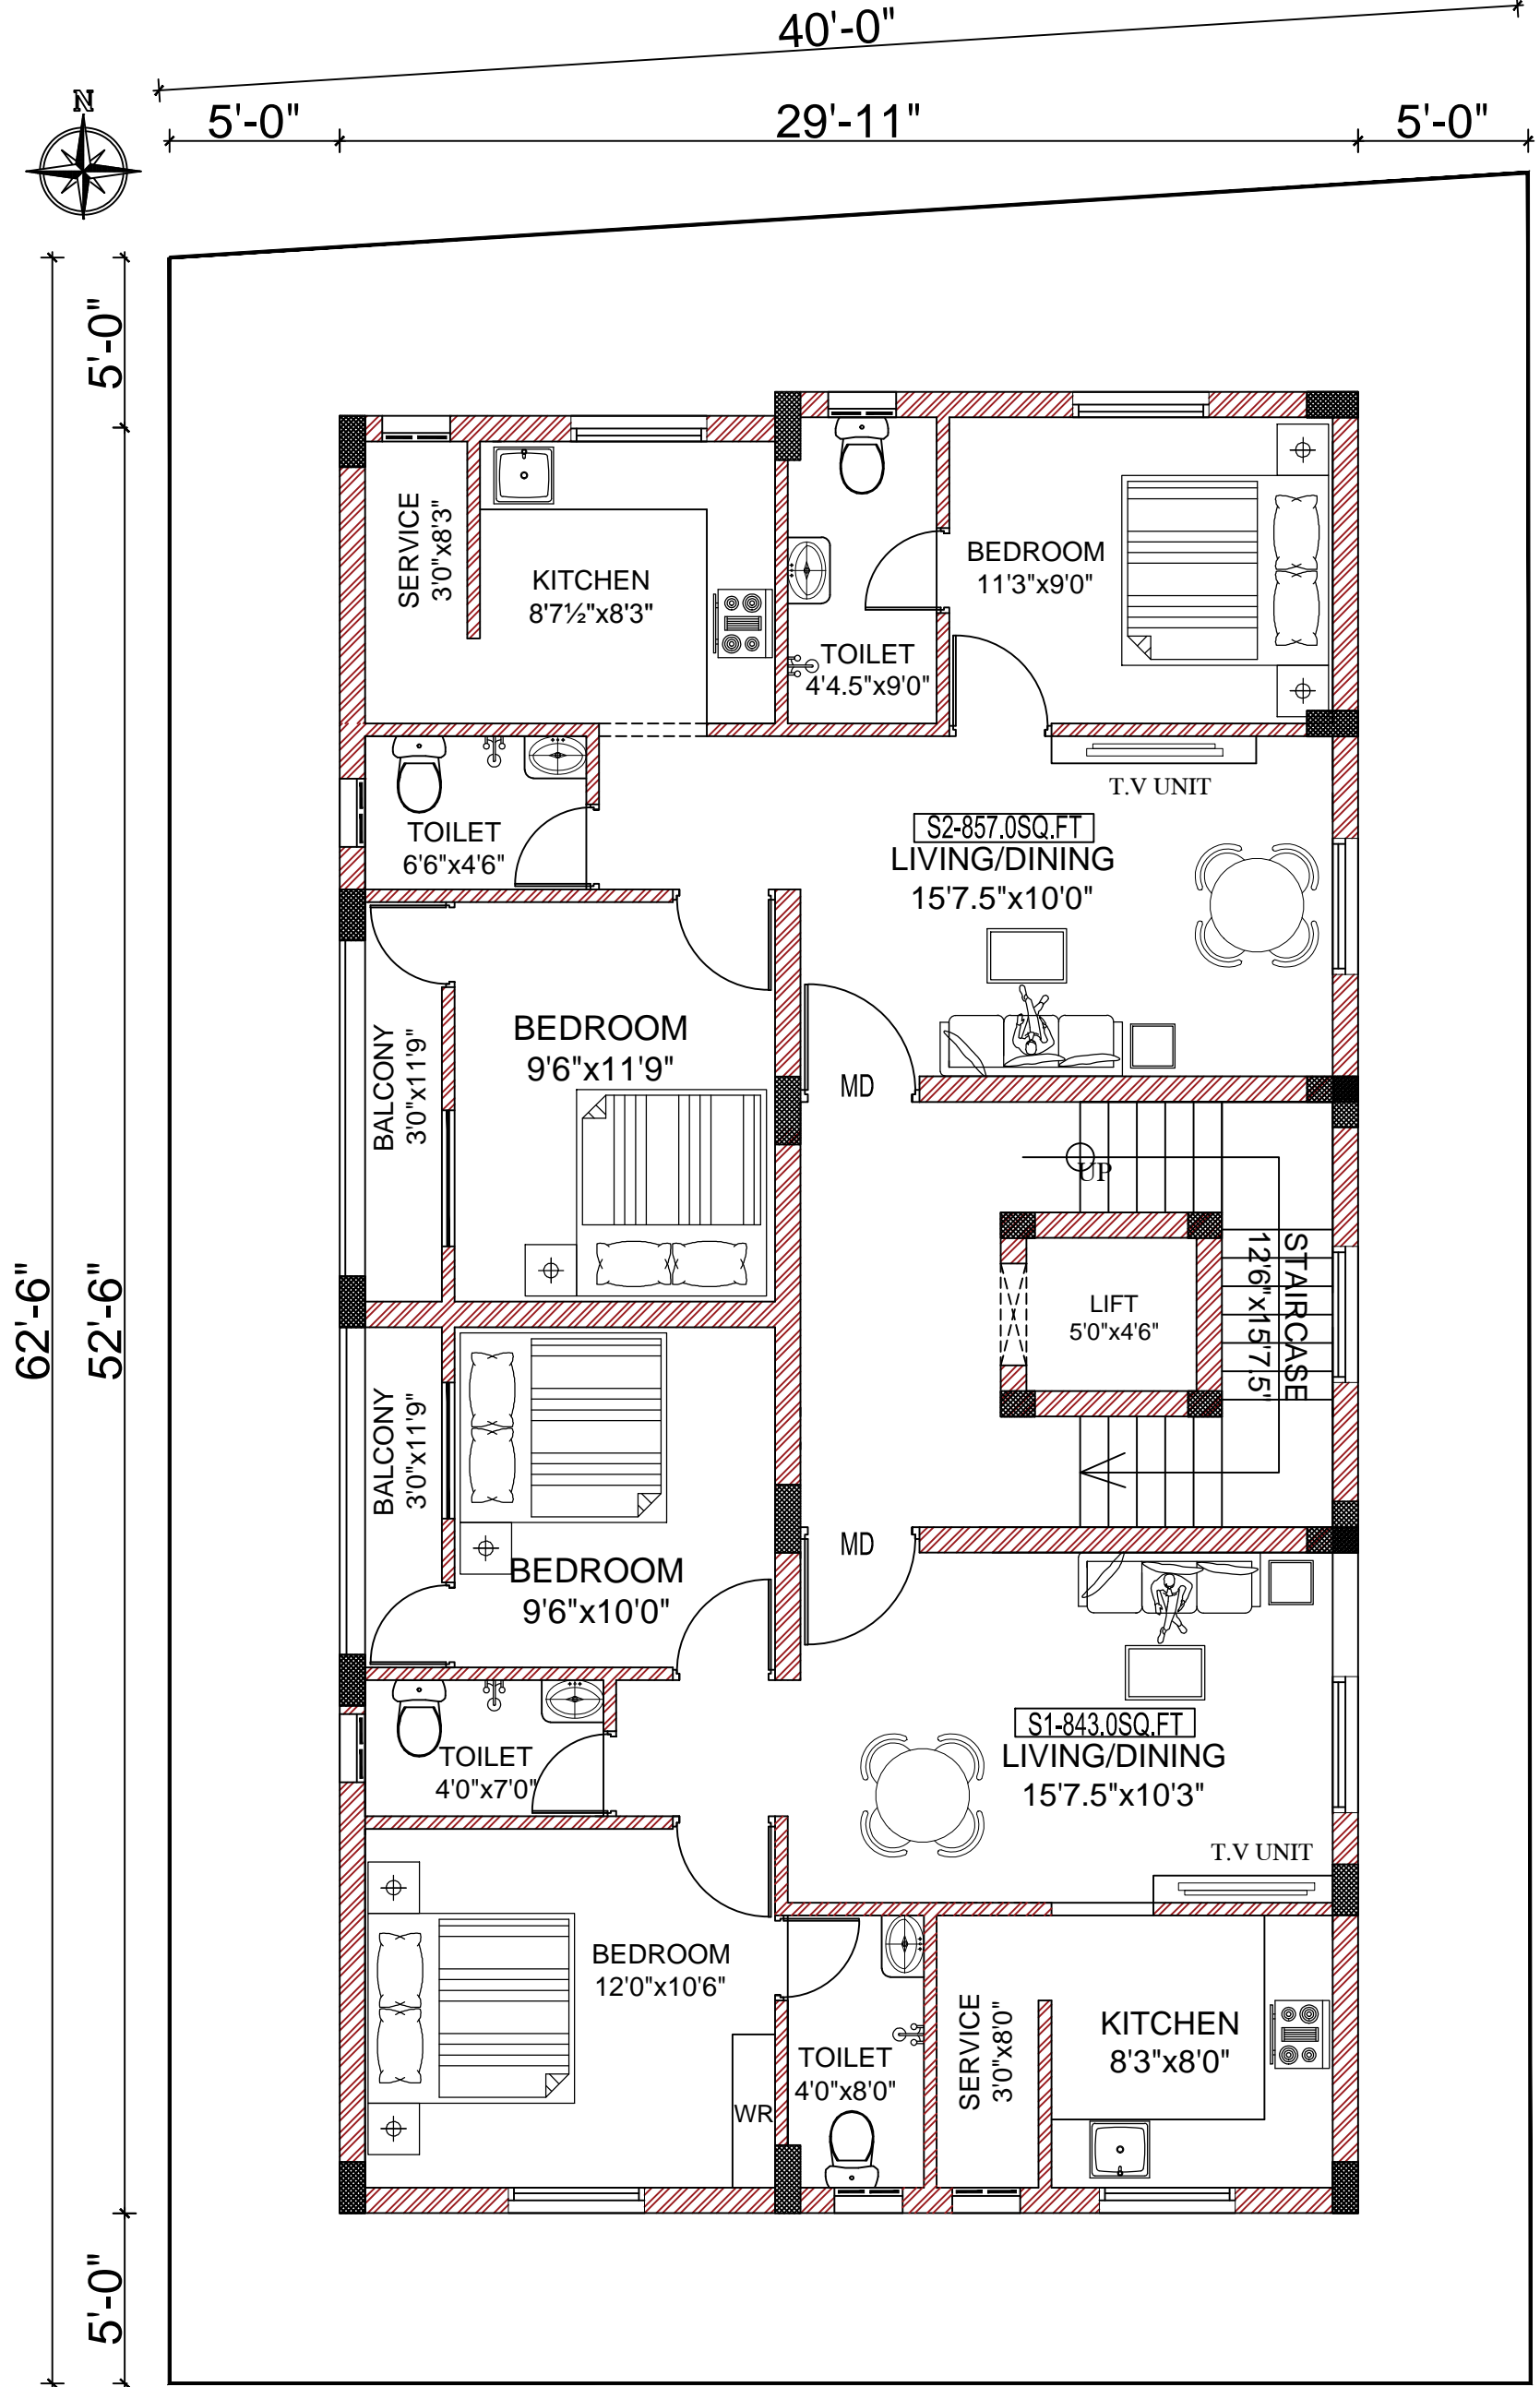 40'-0"
N
5'-0"
29'-11"
5'-0"
5'-0"
SERVICE
3'0"x8'3"
KITCHEN
8'7½"x8'3"
BEDROOM
11'3"x9'0"
TOILET
4'4.5"x9'0"
T.V UNIT
TOILET
6'6"x4'6"
S2-857.0SQ.FT
LIVING/DINING
15'7.5"x10'0"
BALCONY
3'0"x11'9"
BEDROOM
9'6"x11'9"
MD
UP
62'-6"
52'-6"
LIFT
5'0"x4'6"
STAIRCASE
12'6"x15'7.5'
BALCONY
3'0"x11'9"
MD
BEDROOM
9'6"x10'0"
S1-843.0SQ.FT
LIVING/DINING
15'7.5"x10'3"
TOILET
4'0"x7'0"
T.V UNIT
BEDROOM
12'0"x10'6"
SERVICE
3'0"x8'0"
KITCHEN
8'3"x8'0"
TOILET
4'0"x8'0"
WR
5'-0"